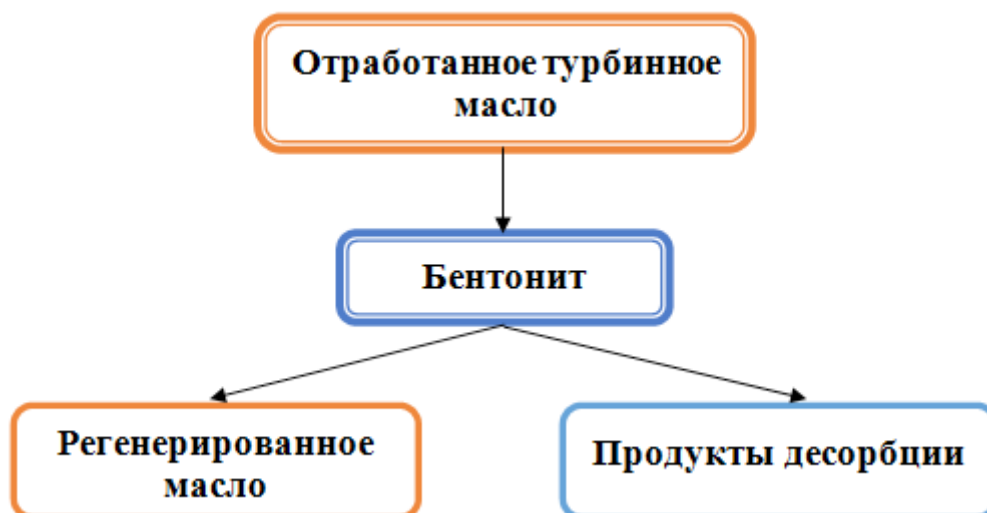 Отработанное турбинное
масло
Бентонит
Регенерированное
масло
Продукты десорбции